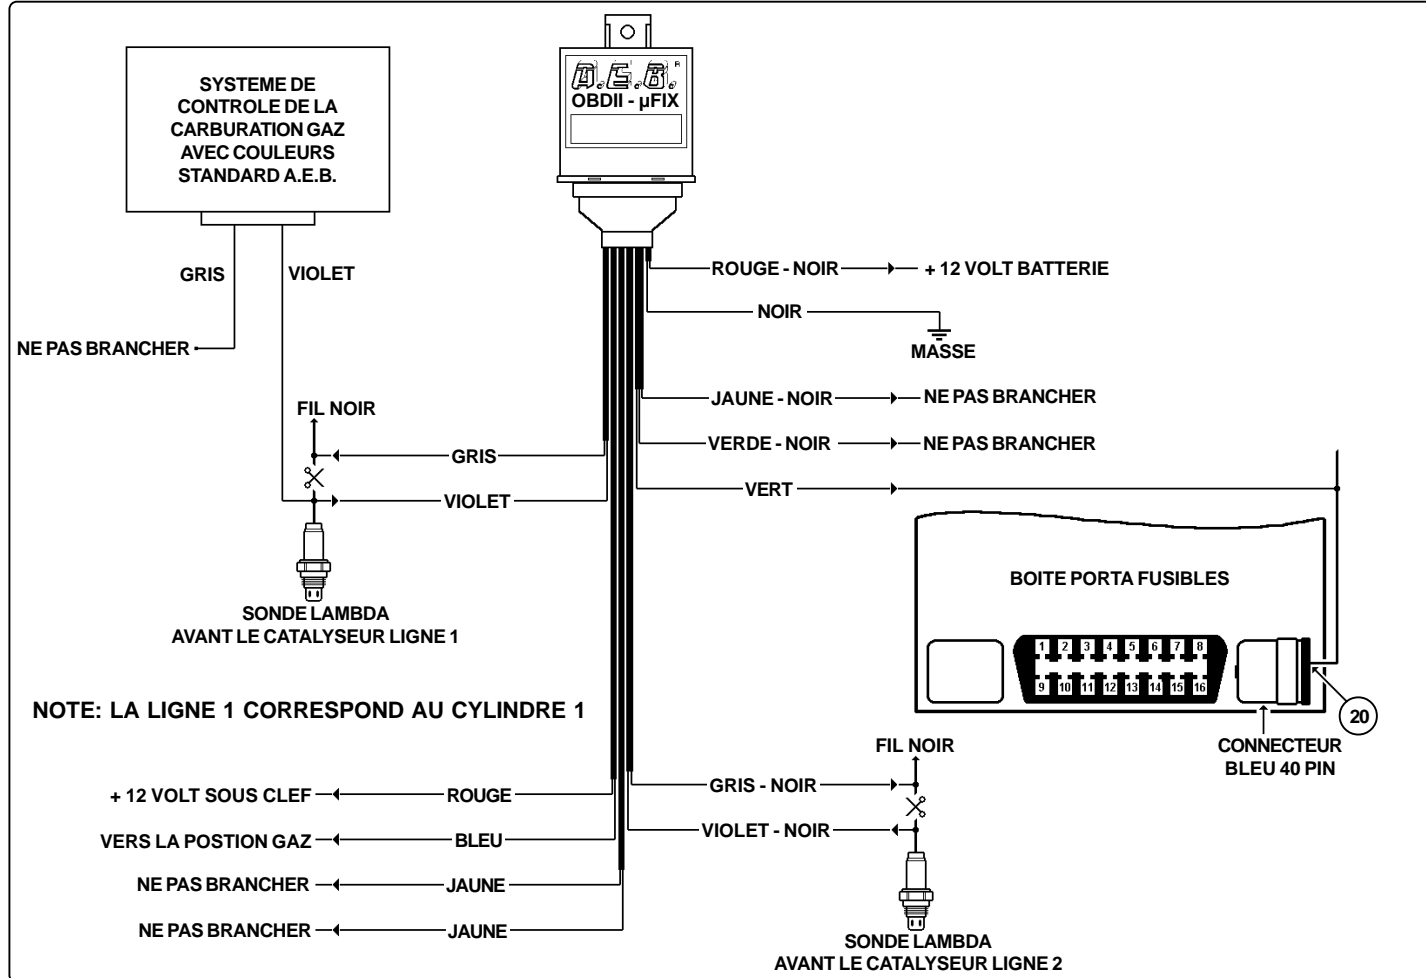 SYSTEME DE
CONTROLE DE LA
CARBURATION GAZ
AVEC COULEURS
STANDARD A.E.B.
A.E.B. R
OBDII - µFIX
GRIS
VIOLET
NE PAS BRANCHER
ROUGE - NOIR
+ 12 VOLT BATTERIE
NOIR
MASSE
JAUNE - NOIR
NE PAS BRANCHER
VERDE - NOIR
NE PAS BRANCHER
VERT
FIL NOIR
GRIS
VIOLET
SONDE LAMBDA
AVANT LE CATALYSEUR LIGNE 1
BOITE PORTA FUSIBLES
1 2 3 4 5 6 7 8
9 10 11 12 13 14 15 16
20
CONNECTEUR
BLEU 40 PIN
NOTE: LA LIGNE 1 CORRESPOND AU CYLINDRE 1
+ 12 VOLT SOUS CLEF
ROUGE
VERS LA POSTION GAZ
BLEU
NE PAS BRANCHER
JAUNE
NE PAS BRANCHER
JAUNE
FIL NOIR
GRIS - NOIR
VIOLET - NOIR
SONDE LAMBDA
AVANT LE CATALYSEUR LIGNE 2